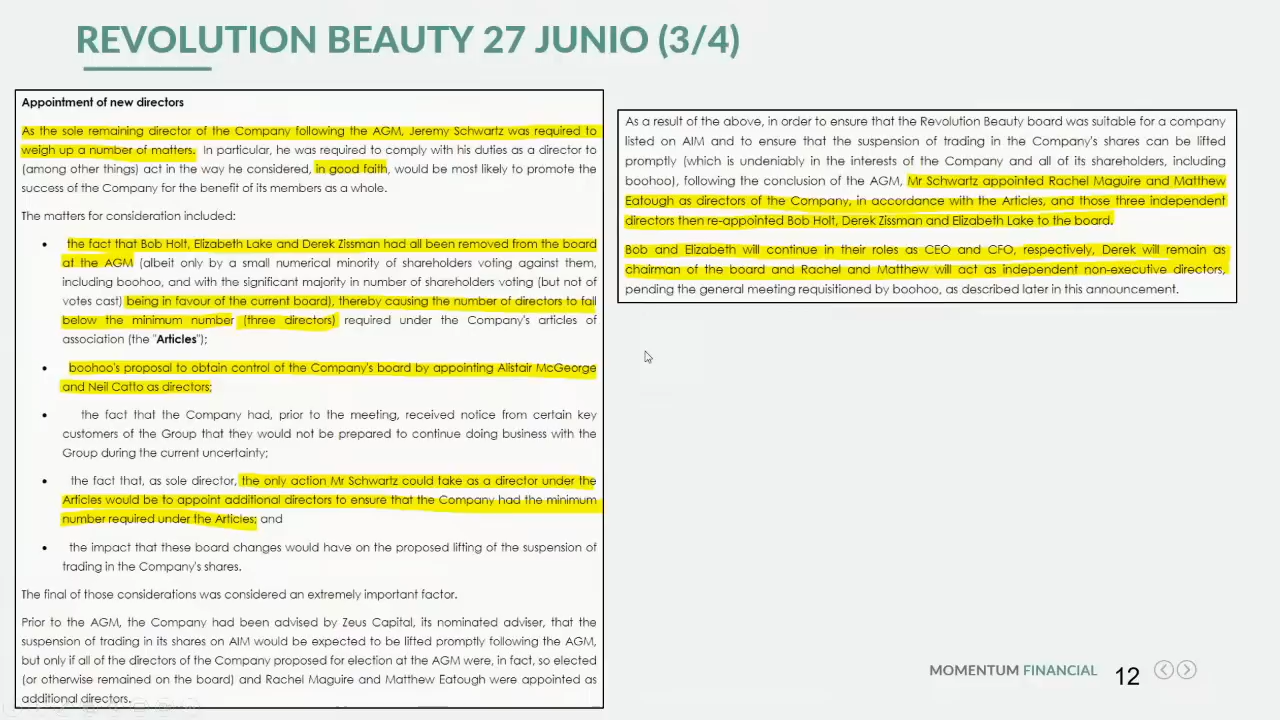 REVOLUTION BEAUTY 27 JUNIO (3/4)
Appointment of new directors
As the sole remaining director of the Company following the AGM, Jeremy Schwartz was required to
weigh up a number of matters. In particular, he was required to comply with his duties as a director to
(among other things) act in the way he considered, in good faith, would be most likely to promote the
success of the Company for the benefit of its members as a whole.
The matters for consideration included:
• the fact that Bob Holt, Elizabeth Lake and Derek Zissman had all been removed from the board
at the AGM (albeit only by a small numerical minority of shareholders voting against them,
including boohoo, and with the significant majority in number of shareholders voting (but not of
votes cast) being in favour of the current board), thereby causing the number of directors to fall
below the minimum number (three directors) required under the Company's articles of
association (the "Articles");
• boohoo's proposal to obtain control of the Company's board by appointing Alistair McGeorge
and Neil Catto as directors;
• the fact that the Company had, prior to the meeting, received notice from certain key
customers of the Group that they would not be prepared to continue doing business with the
Group during the current uncertainty;
• the fact that, as sole director, the only action Mr Schwartz could take as a director under the
Articles would be to appoint additional directors to ensure that the Company had the minimum
number required under the Articles; and
• the impact that these board changes would have on the proposed lifting of the suspension of
trading in the Company's shares.
The final of those considerations was considered an extremely important factor.
Prior to the AGM, the Company had been advised by Zeus Capital, its nominated adviser, that the
suspension of trading in its shares on AIM would be expected to be lifted promptly following the AGM,
but only if all of the directors of the Company proposed for election at the AGM were, in fact, so elected
(or otherwise remained on the board) and Rachel Maguire and Matthew Eatough were appointed as
additional directors.
As a result of the above, in order to ensure that the Revolution Beauty board was suitable for a company
listed on AIM and to ensure that the suspension of trading in the Company's shares can be lifted
promptly (which is undeniably in the interests of the Company and all of its shareholders, including
boohoo), following the conclusion of the AGM, Mr Schwartz appointed Rachel Maguire and Matthew
Eatough as directors of the Company, in accordance with the Articles, and those three independent
directors then re-appointed Bob Holt, Derek Zissman and Elizabeth Lake to the board.
Bob and Elizabeth will continue in their roles as CEO and CFO, respectively, Derek will remain as
chairman of the board and Rachel and Matthew will act as independent non-executive directors,
pending the general meeting requisitioned by boohoo, as described later in this announcement.
MOMENTUM FINANCIAL 12